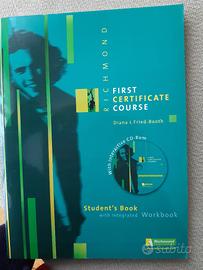 RICHMOND
FIRST
CERTIFICATE
COURSE
Diana L Fried-Booth
With Interactive CD-Rom
Student's Book
with integrated Workbook
Richmond
subito